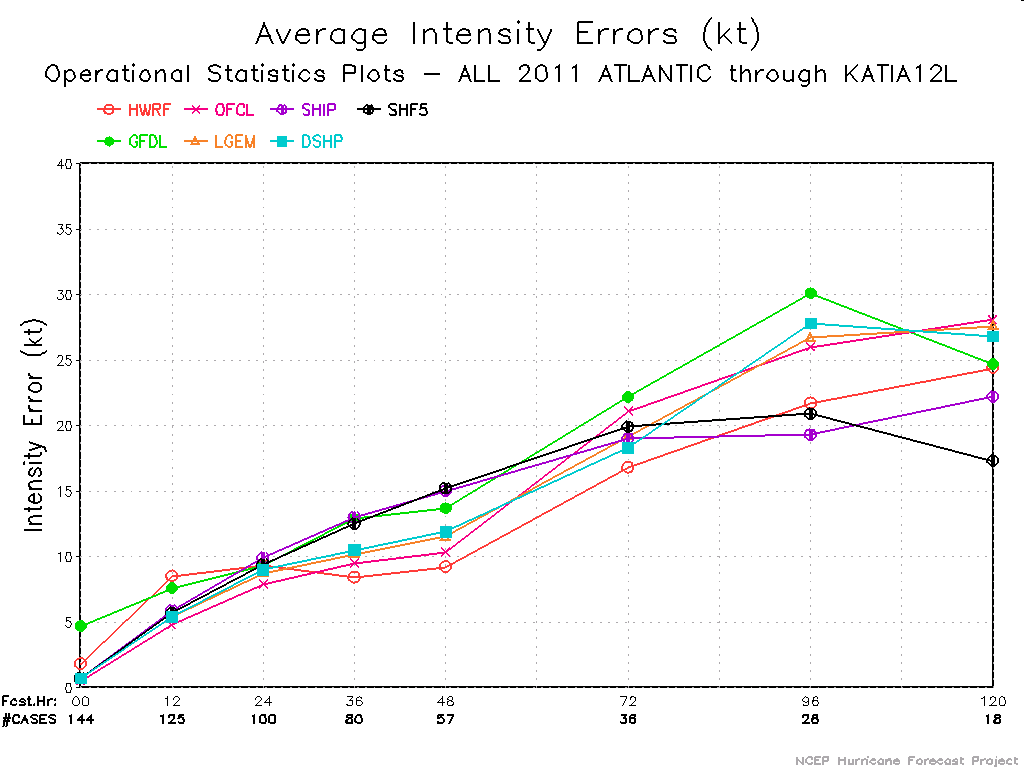 Average Intensity Errors (kt)
Operational Statistics Plots – ALL 2011 ATLANTIC through KATIA12L
HWRF OFCL SHIP SHF5
GFDL LGEM DSHP
40
35
30
25
20
15
10
5
0
Intensity Error (kt)
Fcst.Hr: 00 12 24 36 48 72 96 120
#CASES 144 125 100 80 57 36 26 18
NCEP Hurricane Forecast Project